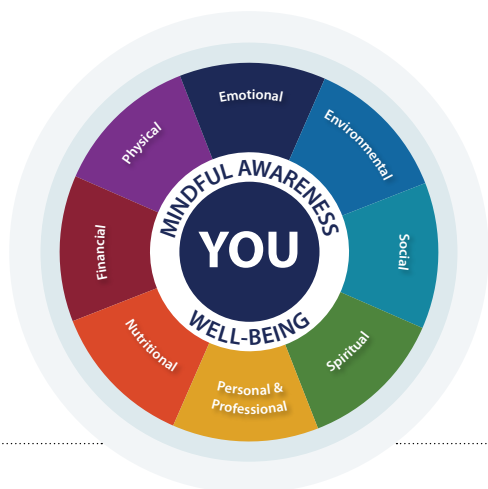 Emotional
Environmental
Social
Spiritual
Personal &
Professional
Nutritional
Financial
Physical
MINDFUL AWARENESS
YOU
WELL-BEING